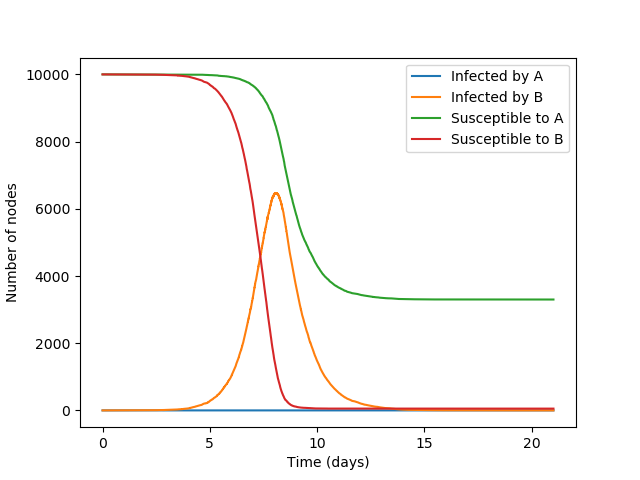 Infected by A
Infected by B
Susceptible to A
Susceptible to B
10000
8000
6000
4000
2000
0
Number of nodes
0 5 10 15 20
Time (days)